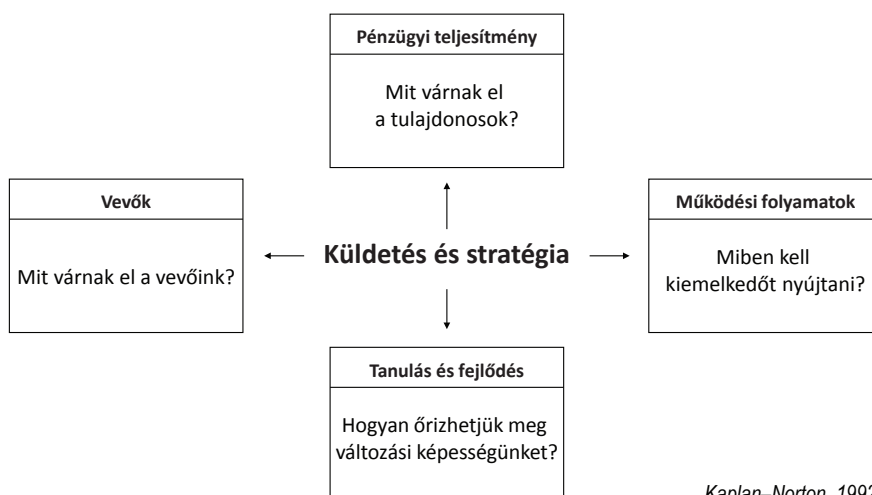 Pénzügyi teljesítmény
Mit várnak el
a tulajdonosok?
Vevők
Mit várnak el a vevőink?
Küldetés és stratégia
Működési folyamatok
Miben kell
kiemelkedőt nyújtani?
Tanulás és fejlődés
Hogyan őrizhetjük meg
változási képességünket?
Kaplan–Norton, 1992